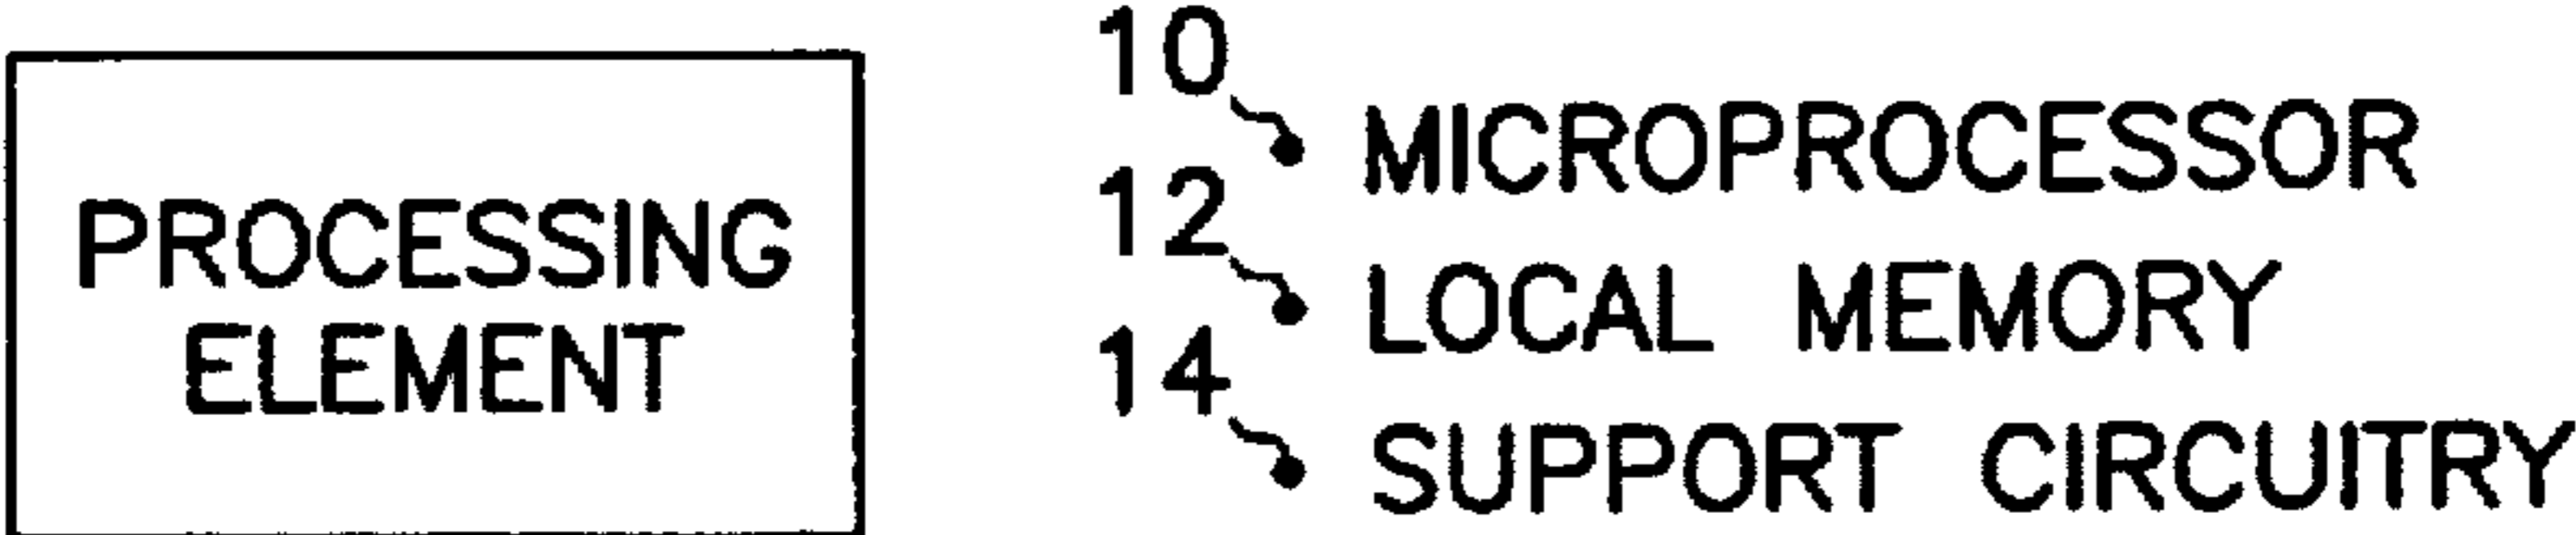 PROCESSING
ELEMENT
10
MICROPROCESSOR
12
LOCAL MEMORY
14
SUPPORT CIRCUITRY